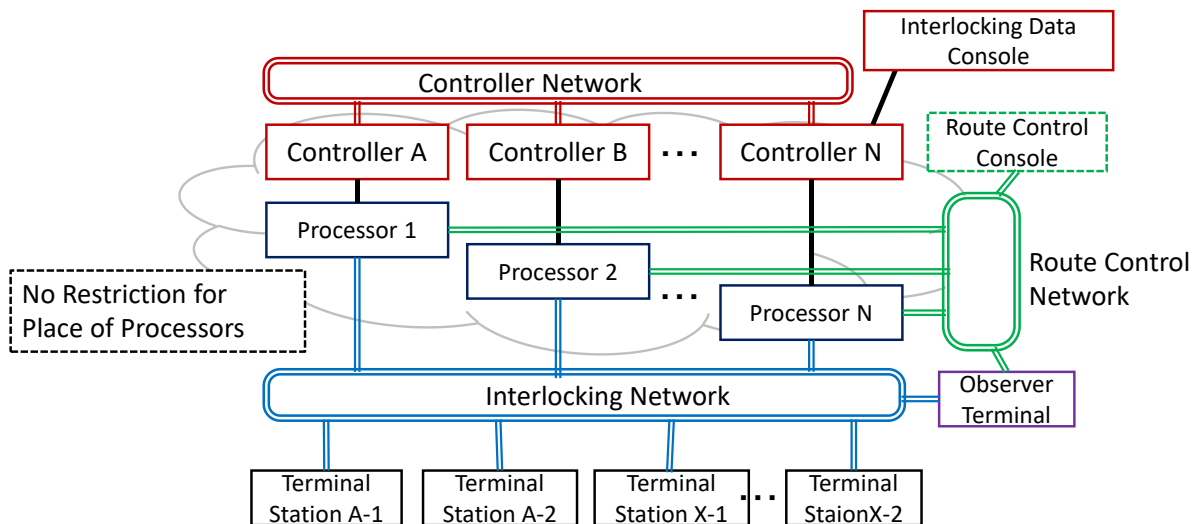 Interlocking Data
Console
Controller Network
Route Control
Console
Controller A
Controller B
...
Controller N
Processor 1
Processor 2
...
Processor N
Route Control
Network
No Restriction for
Place of Processors
Interlocking Network
Observer
Terminal
Terminal
Station A-1
Terminal
Station A-2
Terminal
Station X-1
...
Terminal
StaionX-2